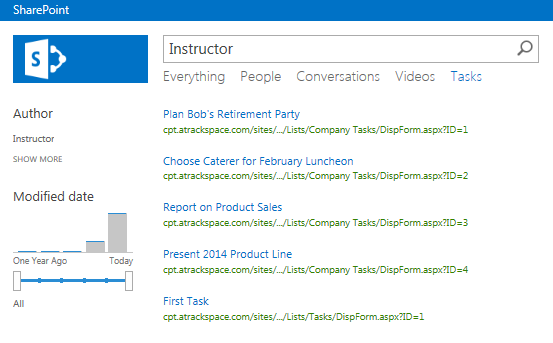 SharePoint
S
Instructor
Everything People Conversations Videos Tasks
Author
Instructor
SHOW MORE
Modified date
One Year Ago Today
All
Plan Bob's Retirement Party
cpt.atrackspace.com/sites/.../Lists/Company Tasks/DispForm.aspx?ID=1
Choose Caterer for February Luncheon
cpt.atrackspace.com/sites/.../Lists/Company Tasks/DispForm.aspx?ID=2
Report on Product Sales
cpt.atrackspace.com/sites/.../Lists/Company Tasks/DispForm.aspx?ID=3
Present 2014 Product Line
cpt.atrackspace.com/sites/.../Lists/Company Tasks/DispForm.aspx?ID=4
First Task
cpt.atrackspace.com/sites/.../Lists/Tasks/DispForm.aspx?ID=1